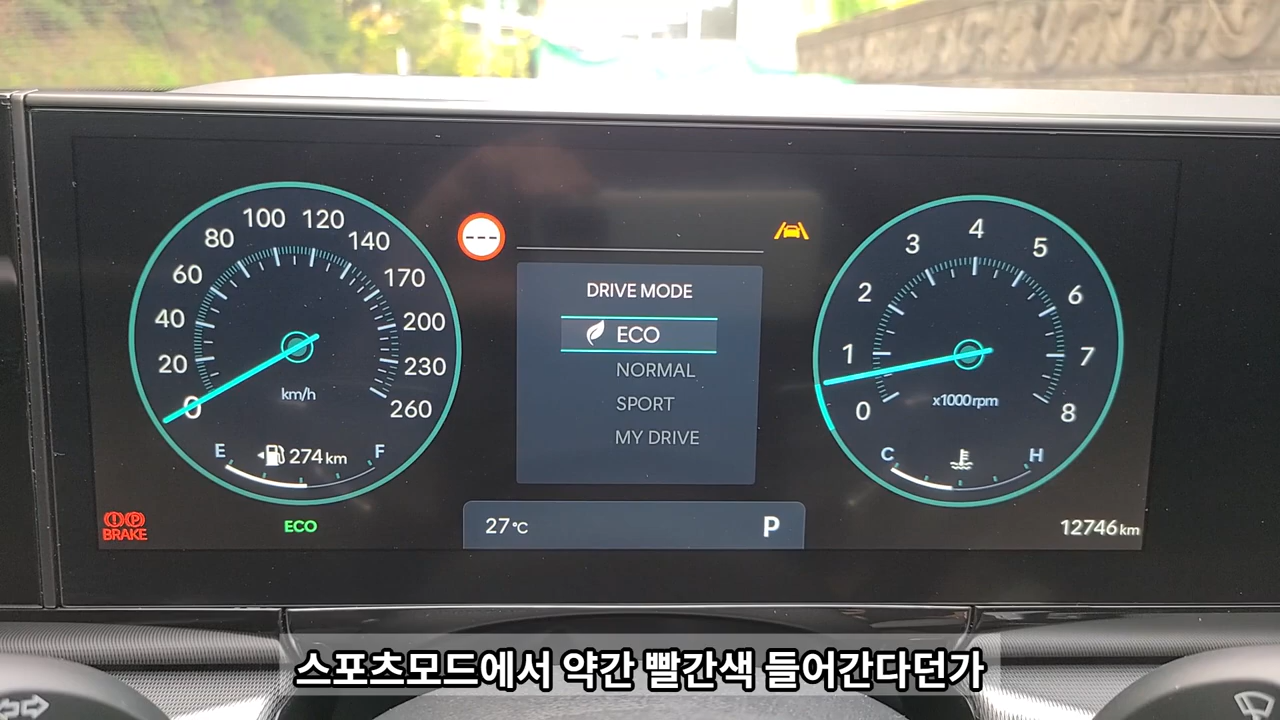 100 120
80 140
60 170
40 200
20 230
0 260
km/h
E 274 km F
ECO
BRAKE
---
DRIVE MODE
ECO
NORMAL
SPORT
MY DRIVE
27°C P
4
3 5
2 6
1 7
0 8
x1000rpm
C H
12746 km
스포츠모드에서 약간 빨간색 들어간다던가